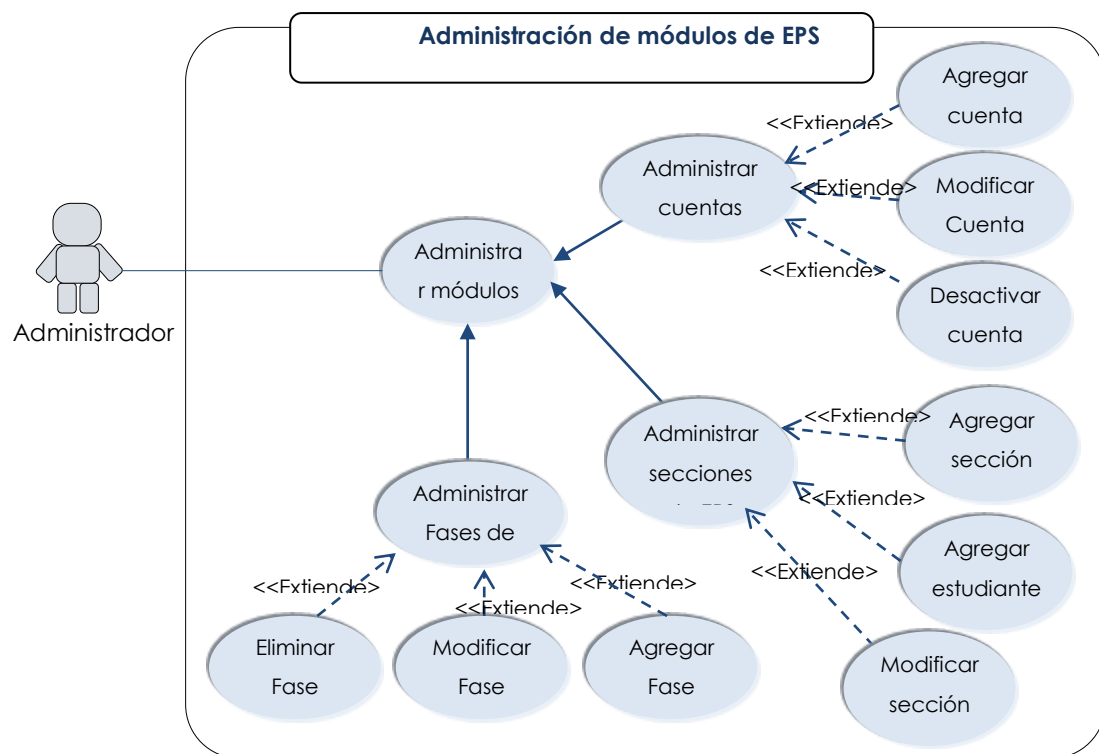 Administración de módulos de EPS
Agregar
cuenta
<<Extiende>
Administrar
cuentas
<<Extiende>
Modificar
Cuenta
Administra
r módulos
<<Extiende>
Desactivar
cuenta
Administrador
Administrar
secciones
<<Extiende>
Agregar
sección
Administrar
Fases de
<<Extiende>
Agregar
estudiante
<<Extiende>
<<Extiende>
<<Extiende>
<<Extiende>
Eliminar
Fase
Modificar
Fase
Agregar
Fase
Modificar
sección